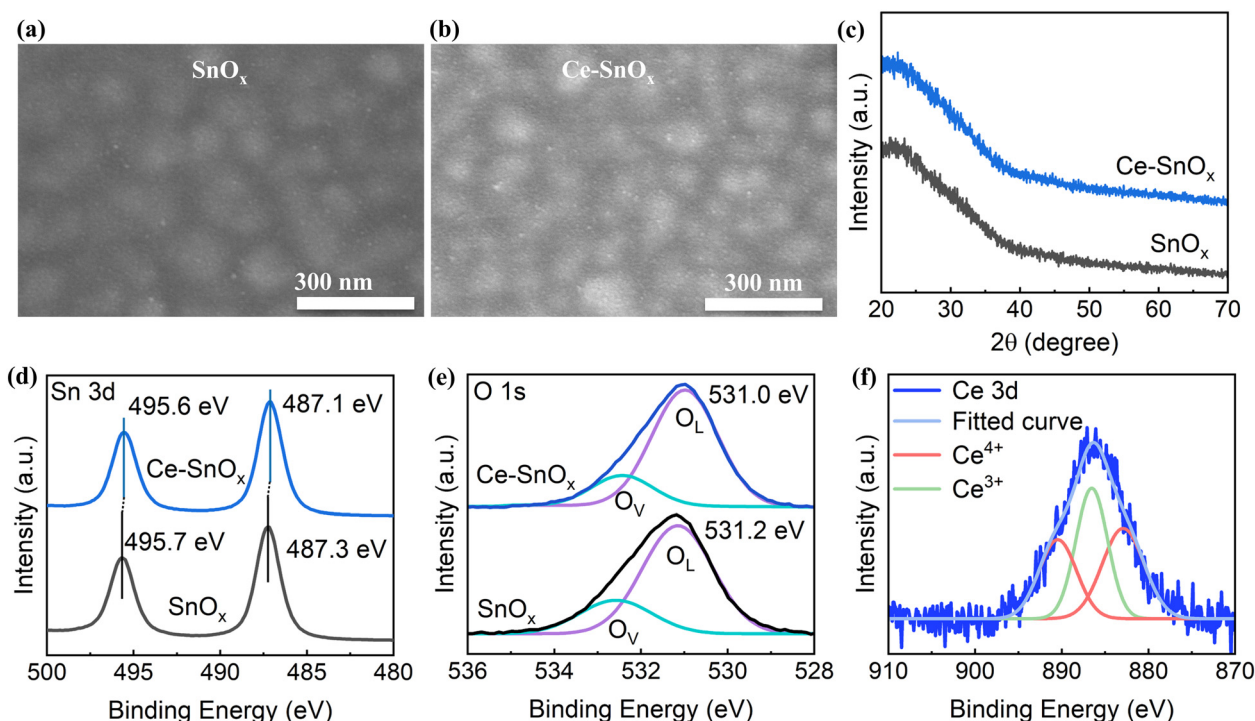 (a)
SnOₓ
300 nm
(b)
Ce-SnOₓ
300 nm
(c)
Intensity (a.u.)
Ce-SnOₓ
SnOₓ
20 30 40 50 60 70
2θ (degree)
(d)
Sn 3d
495.6 eV
487.1 eV
Ce-SnOₓ
495.7 eV
487.3 eV
SnOₓ
Intensity (a.u.)
500 495 490 485 480
Binding Energy (eV)
(e)
O 1s
531.0 eV
O_L
Ce-SnOₓ
O_V
531.2 eV
O_L
SnOₓ
O_V
Intensity (a.u.)
536 534 532 530 528
Binding Energy (eV)
(f)
Ce 3d
Fitted curve
Ce⁴⁺
Ce³⁺
Intensity (a.u.)
910 900 890 880 870
Binding Energy (eV)